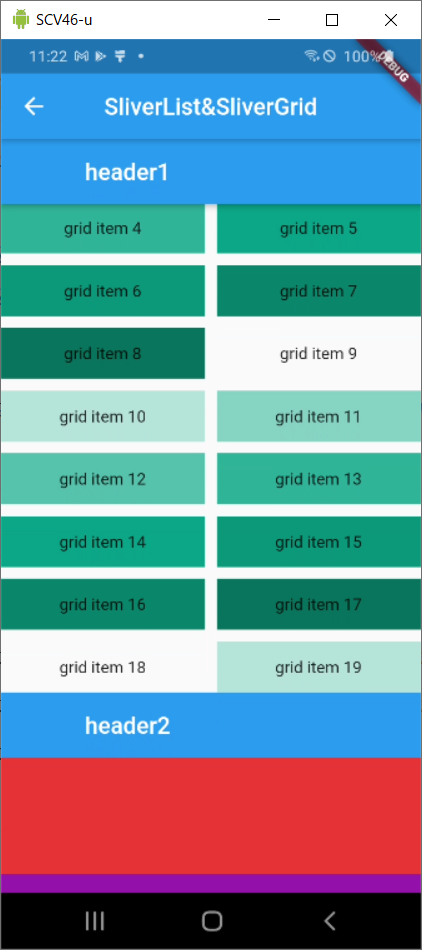 SCV46-u
11:22
100%
DEBUG
SliverList&SliverGrid
header1
grid item 4
grid item 5
grid item 6
grid item 7
grid item 8
grid item 9
grid item 10
grid item 11
grid item 12
grid item 13
grid item 14
grid item 15
grid item 16
grid item 17
grid item 18
grid item 19
header2